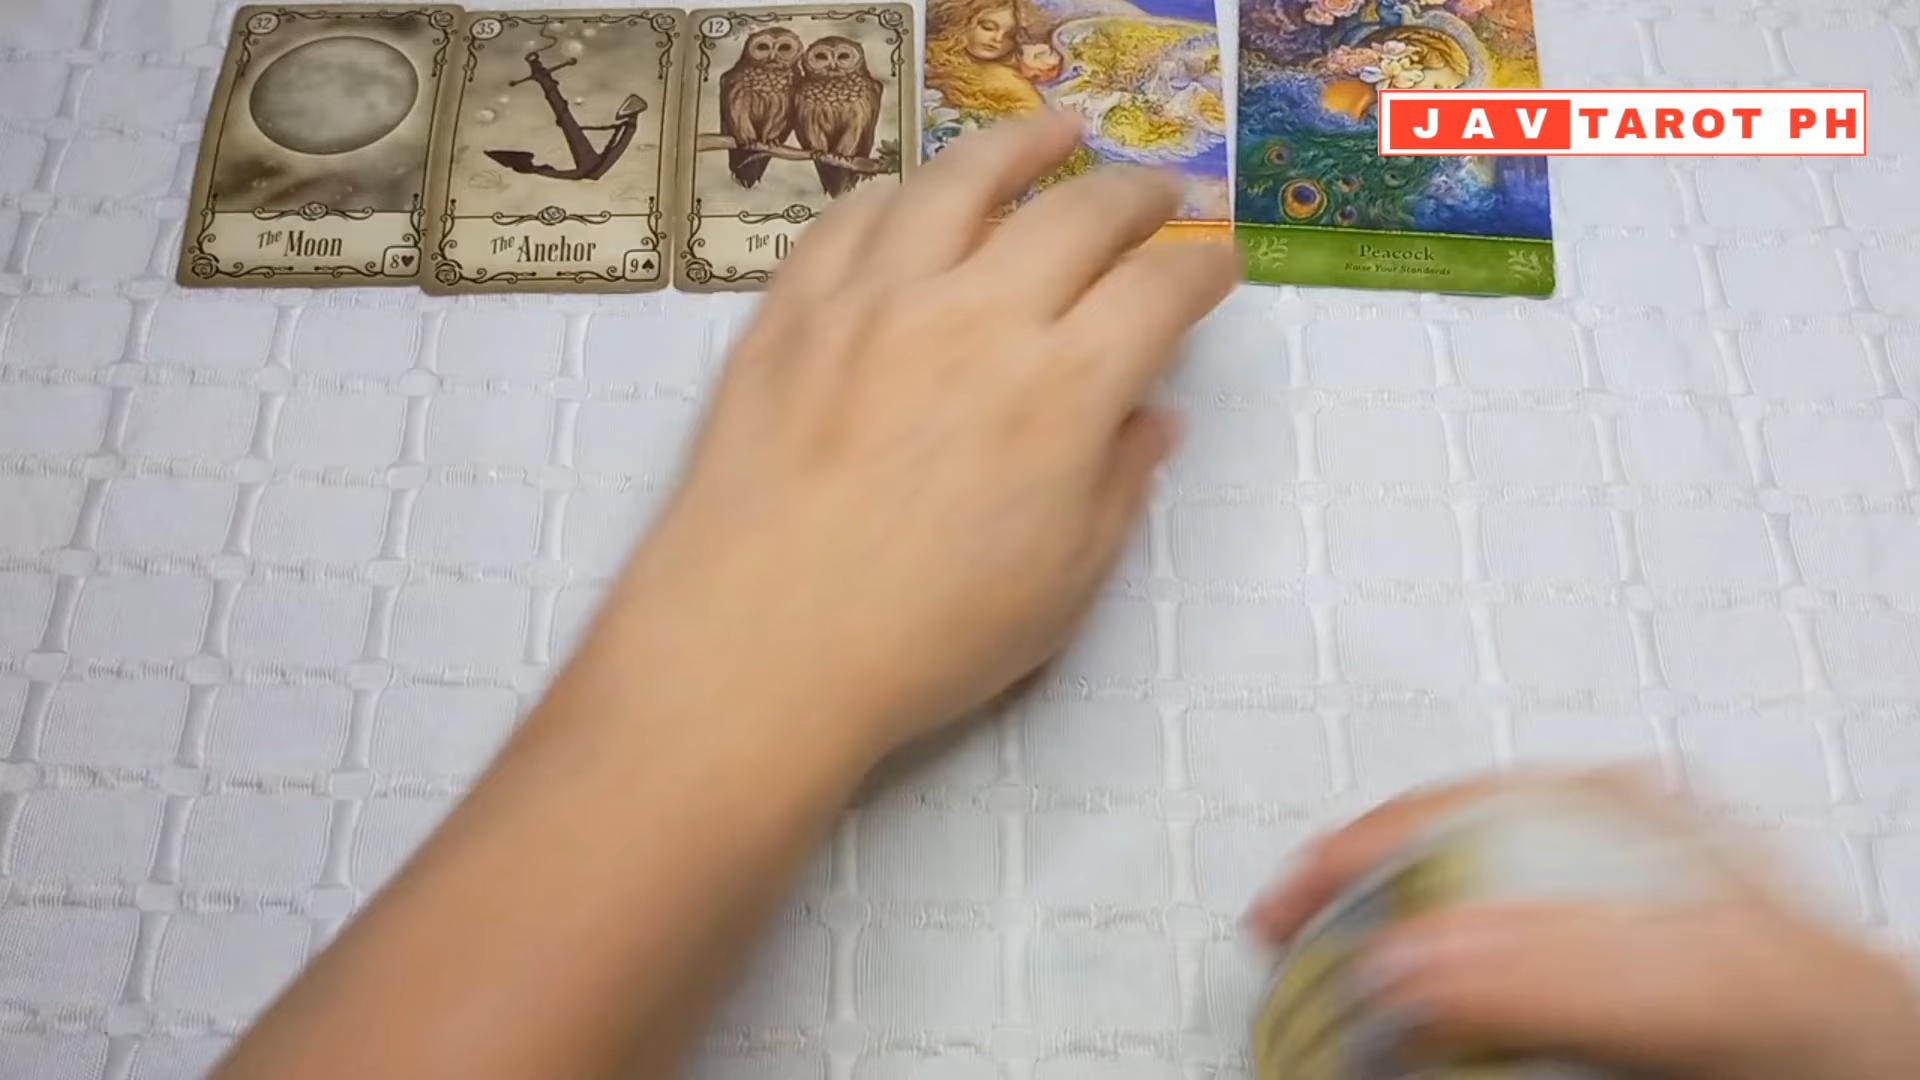 32
The Moon
8♥
35
The Anchor
9♠
12
The
Peacock
Raise Your Standards
JAV TAROT PH